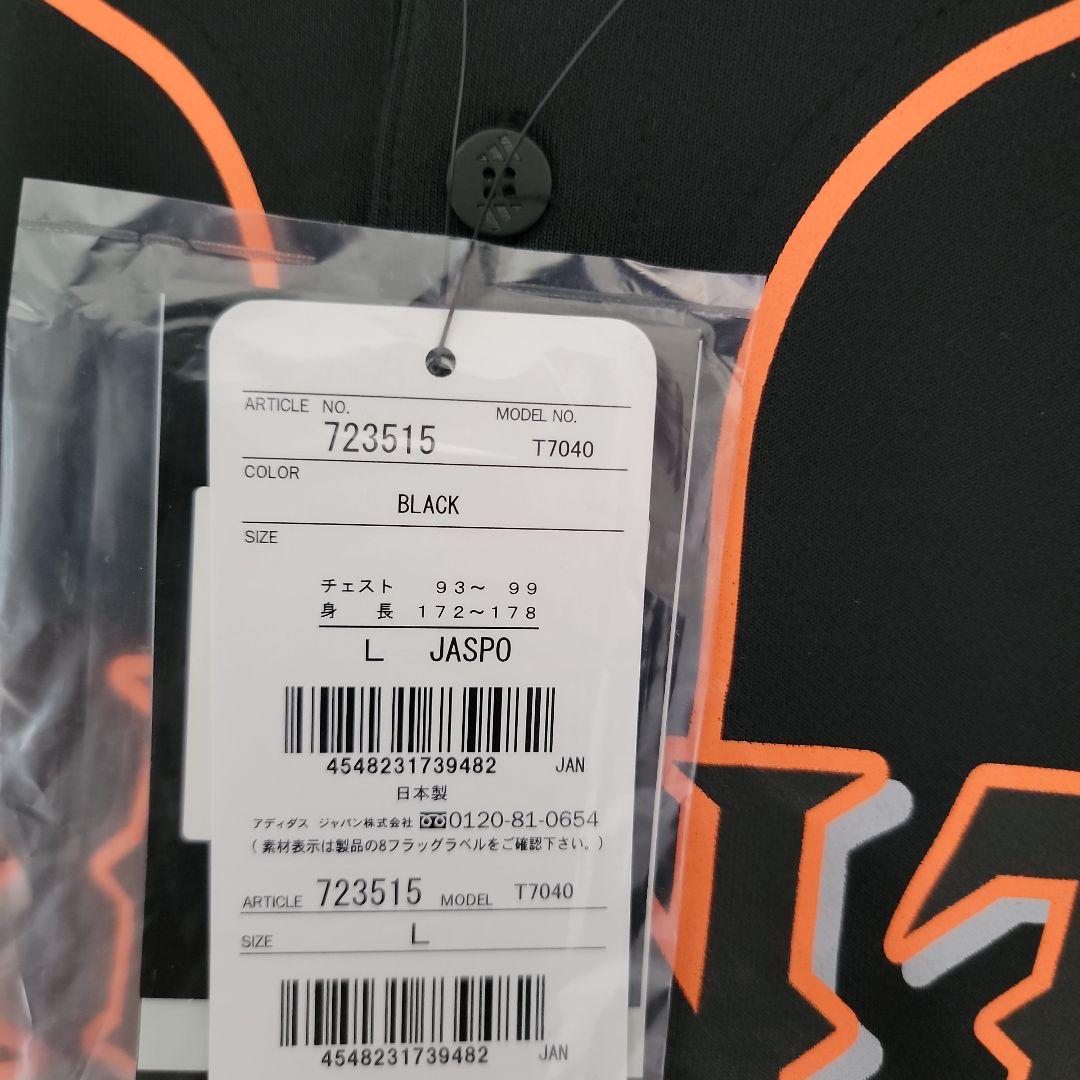 ARTICLE NO. MODEL NO.
723515 T7040
COLOR
BLACK
SIZE
チェスト 93～ 99
身 長 172～178
L JASPO
4548231739482 JAN
日本製
アディダス ジャパン株式会社 0120-81-0654
(素材表示は製品の8フラッグラベルをご確認下さい。)
ARTICLE 723515 MODEL T7040
SIZE L
4548231739482 JAN